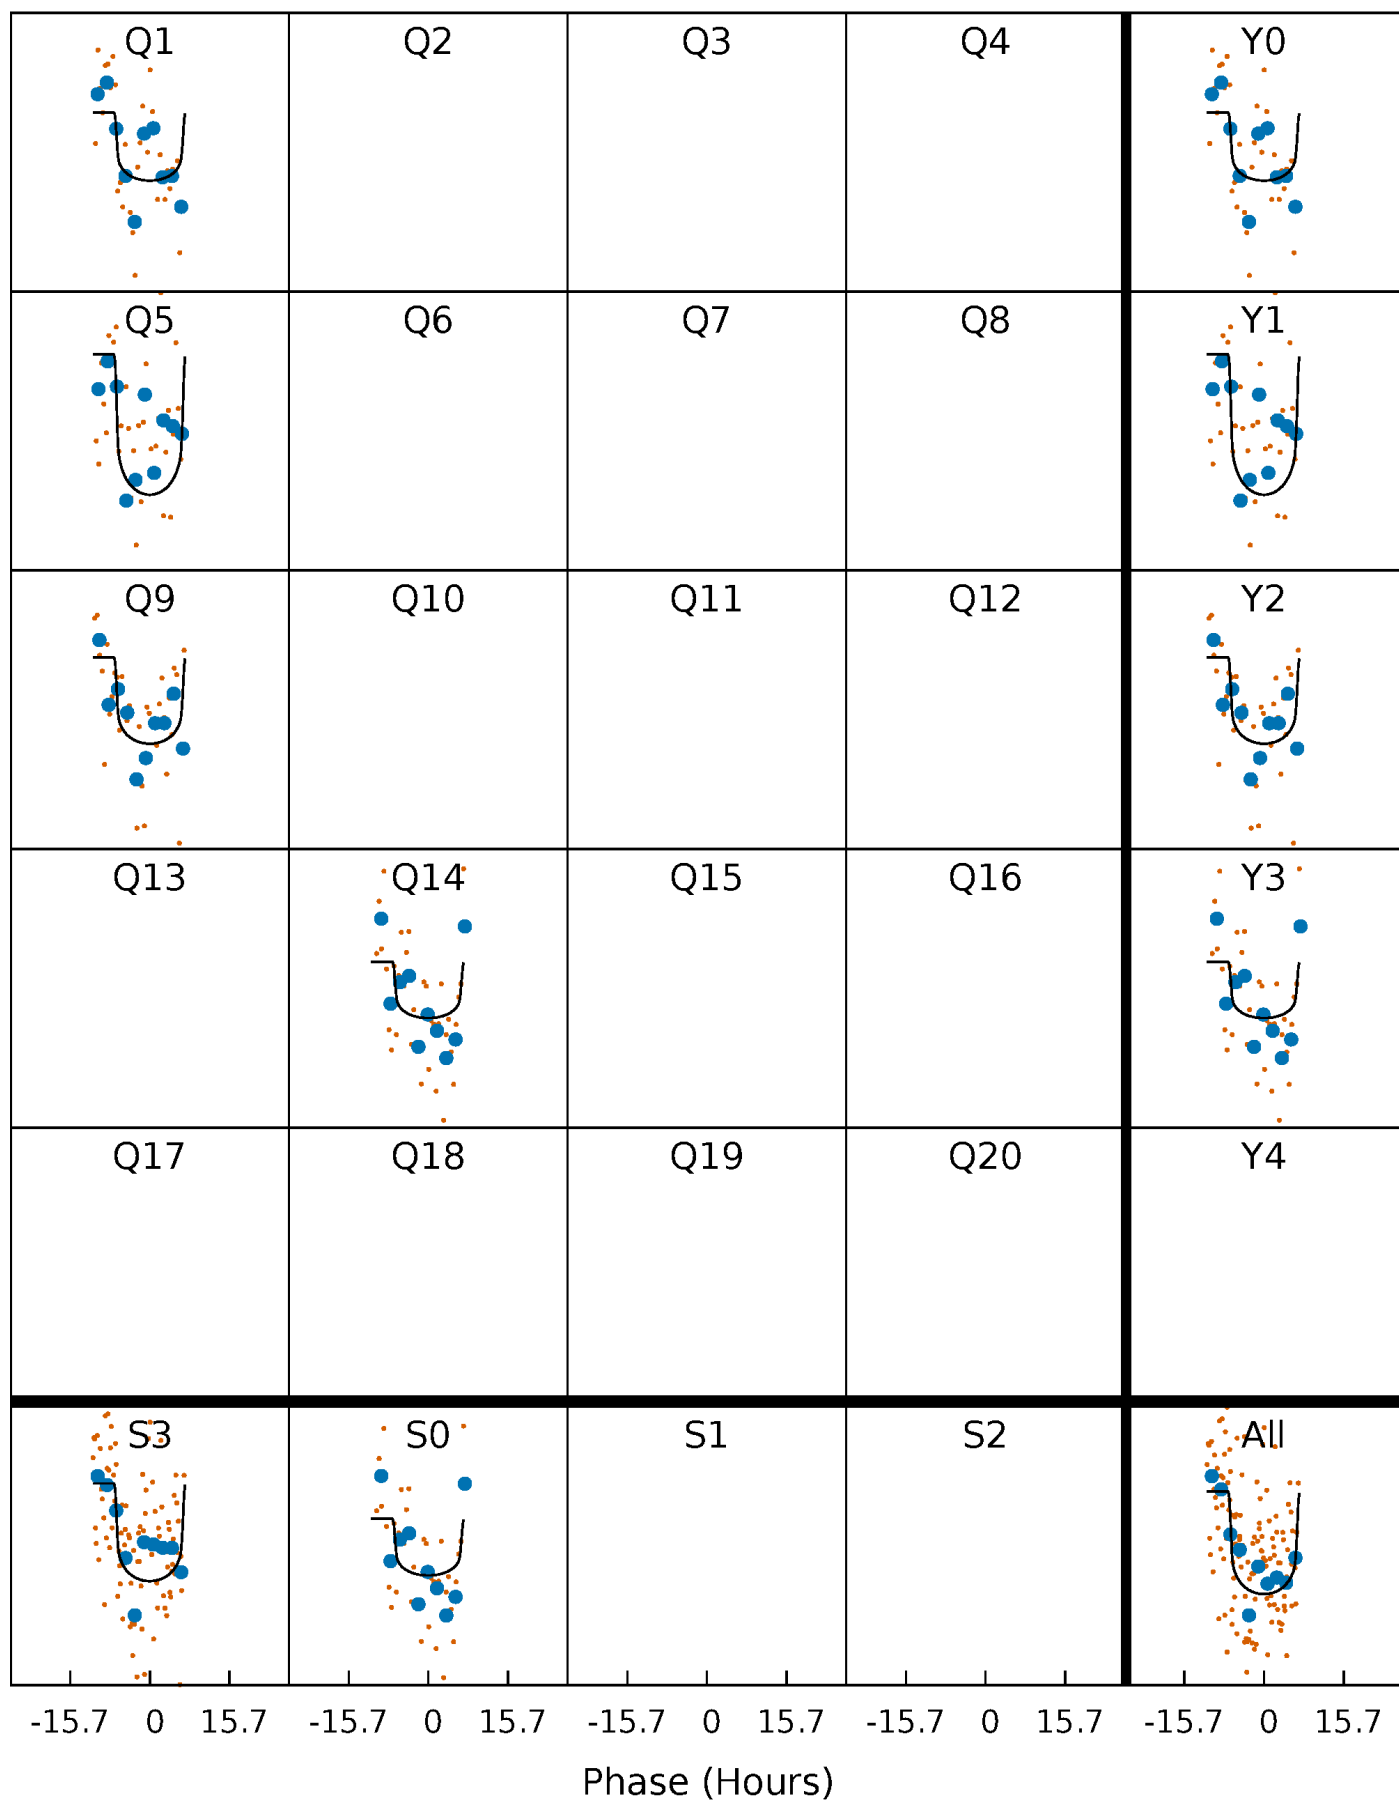 Q1 Q2 Q3 Q4 Y0
Q5 Q6 Q7 Q8 Y1
Q9 Q10 Q11 Q12 Y2
Q13 Q14 Q15 Q16 Y3
Q17 Q18 Q19 Q20 Y4
S3 S0 S1 S2 All
-15.7 0 15.7 -15.7 0 15.7 -15.7 0 15.7 -15.7 0 15.7 -15.7 0 15.7
Phase (Hours)